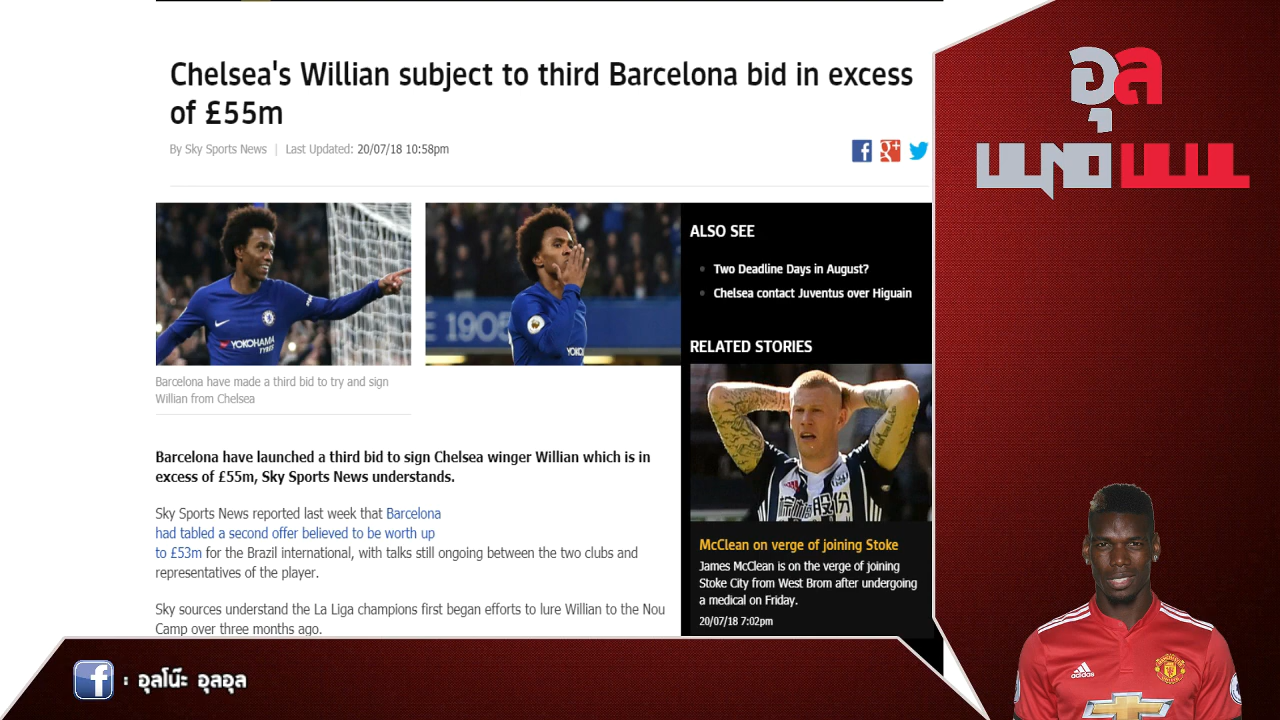 Chelsea's Willian subject to third Barcelona bid in excess
of £55m
By Sky Sports News | Last Updated: 20/07/18 10:58pm
YOKOHAMA
TYRES
1905
Barcelona have made a third bid to try and sign
Willian from Chelsea
Barcelona have launched a third bid to sign Chelsea winger Willian which is in
excess of £55m, Sky Sports News understands.
Sky Sports News reported last week that Barcelona
had tabled a second offer believed to be worth up
to £53m for the Brazil international, with talks still ongoing between the two clubs and
representatives of the player.
Sky sources understand the La Liga champions first began efforts to lure Willian to the Nou
Camp over three months ago.
ALSO SEE
Two Deadline Days in August?
Chelsea contact Juventus over Higuain
RELATED STORIES
McClean on verge of joining Stoke
James McClean is on the verge of joining
Stoke City from West Brom after undergoing
a medical on Friday.
20/07/18 7:02pm
อุล
adidas
: อุลโน๊ะ อุลอุล